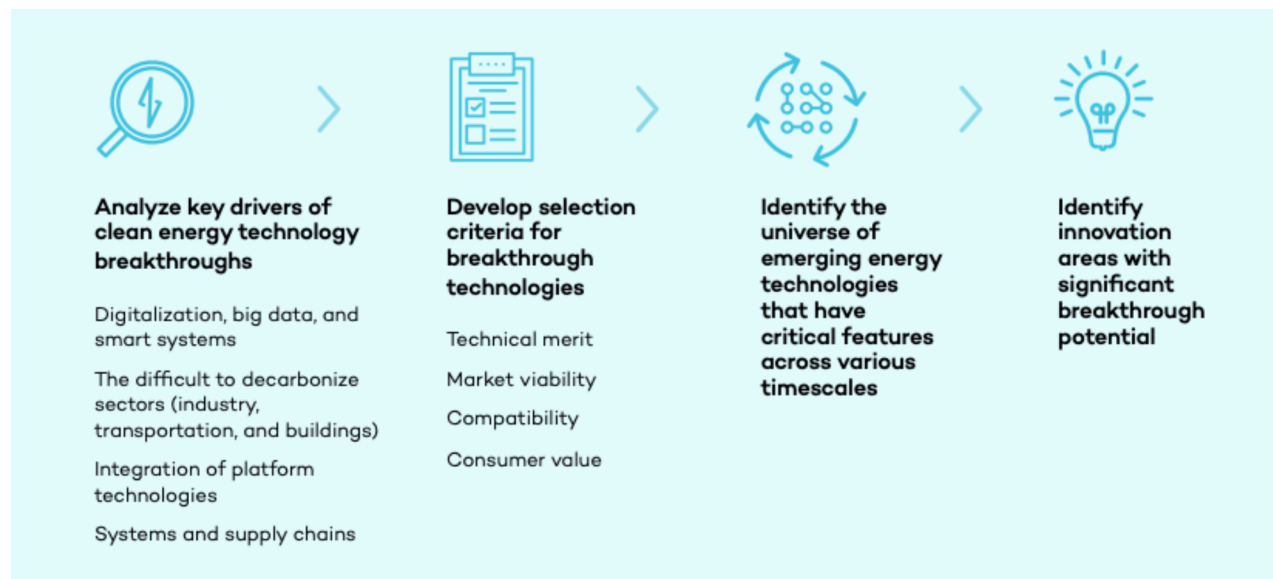 Analyze key drivers of
clean energy technology
breakthroughs
Digitalization, big data, and
smart systems
The difficult to decarbonize
sectors (industry,
transportation, and buildings)
Integration of platform
technologies
Systems and supply chains
Develop selection
criteria for
breakthrough
technologies
Technical merit
Market viability
Compatibility
Consumer value
Identify the
universe of
emerging energy
technologies
that have
critical features
across various
timescales
Identify
innovation
areas with
significant
breakthrough
potential